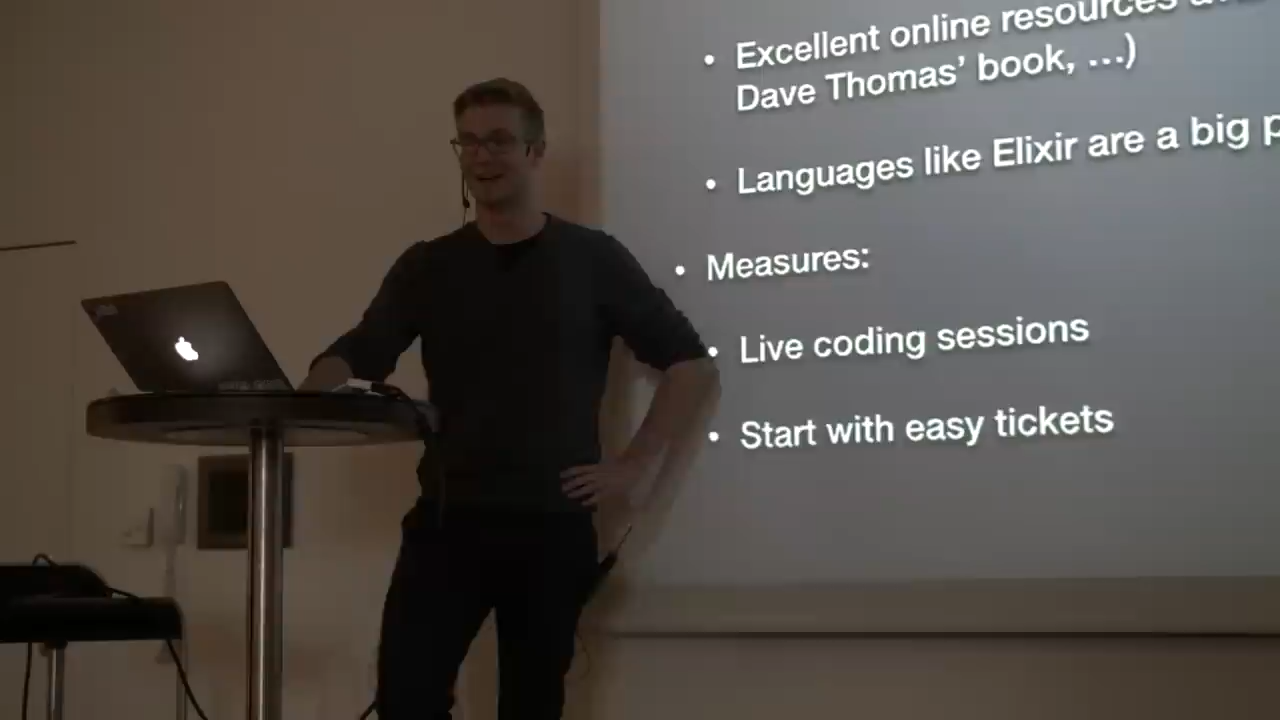 • Excellent online resources
Dave Thomas’ book, …)
• Languages like Elixir are a big
• Measures:
• Live coding sessions
• Start with easy tickets